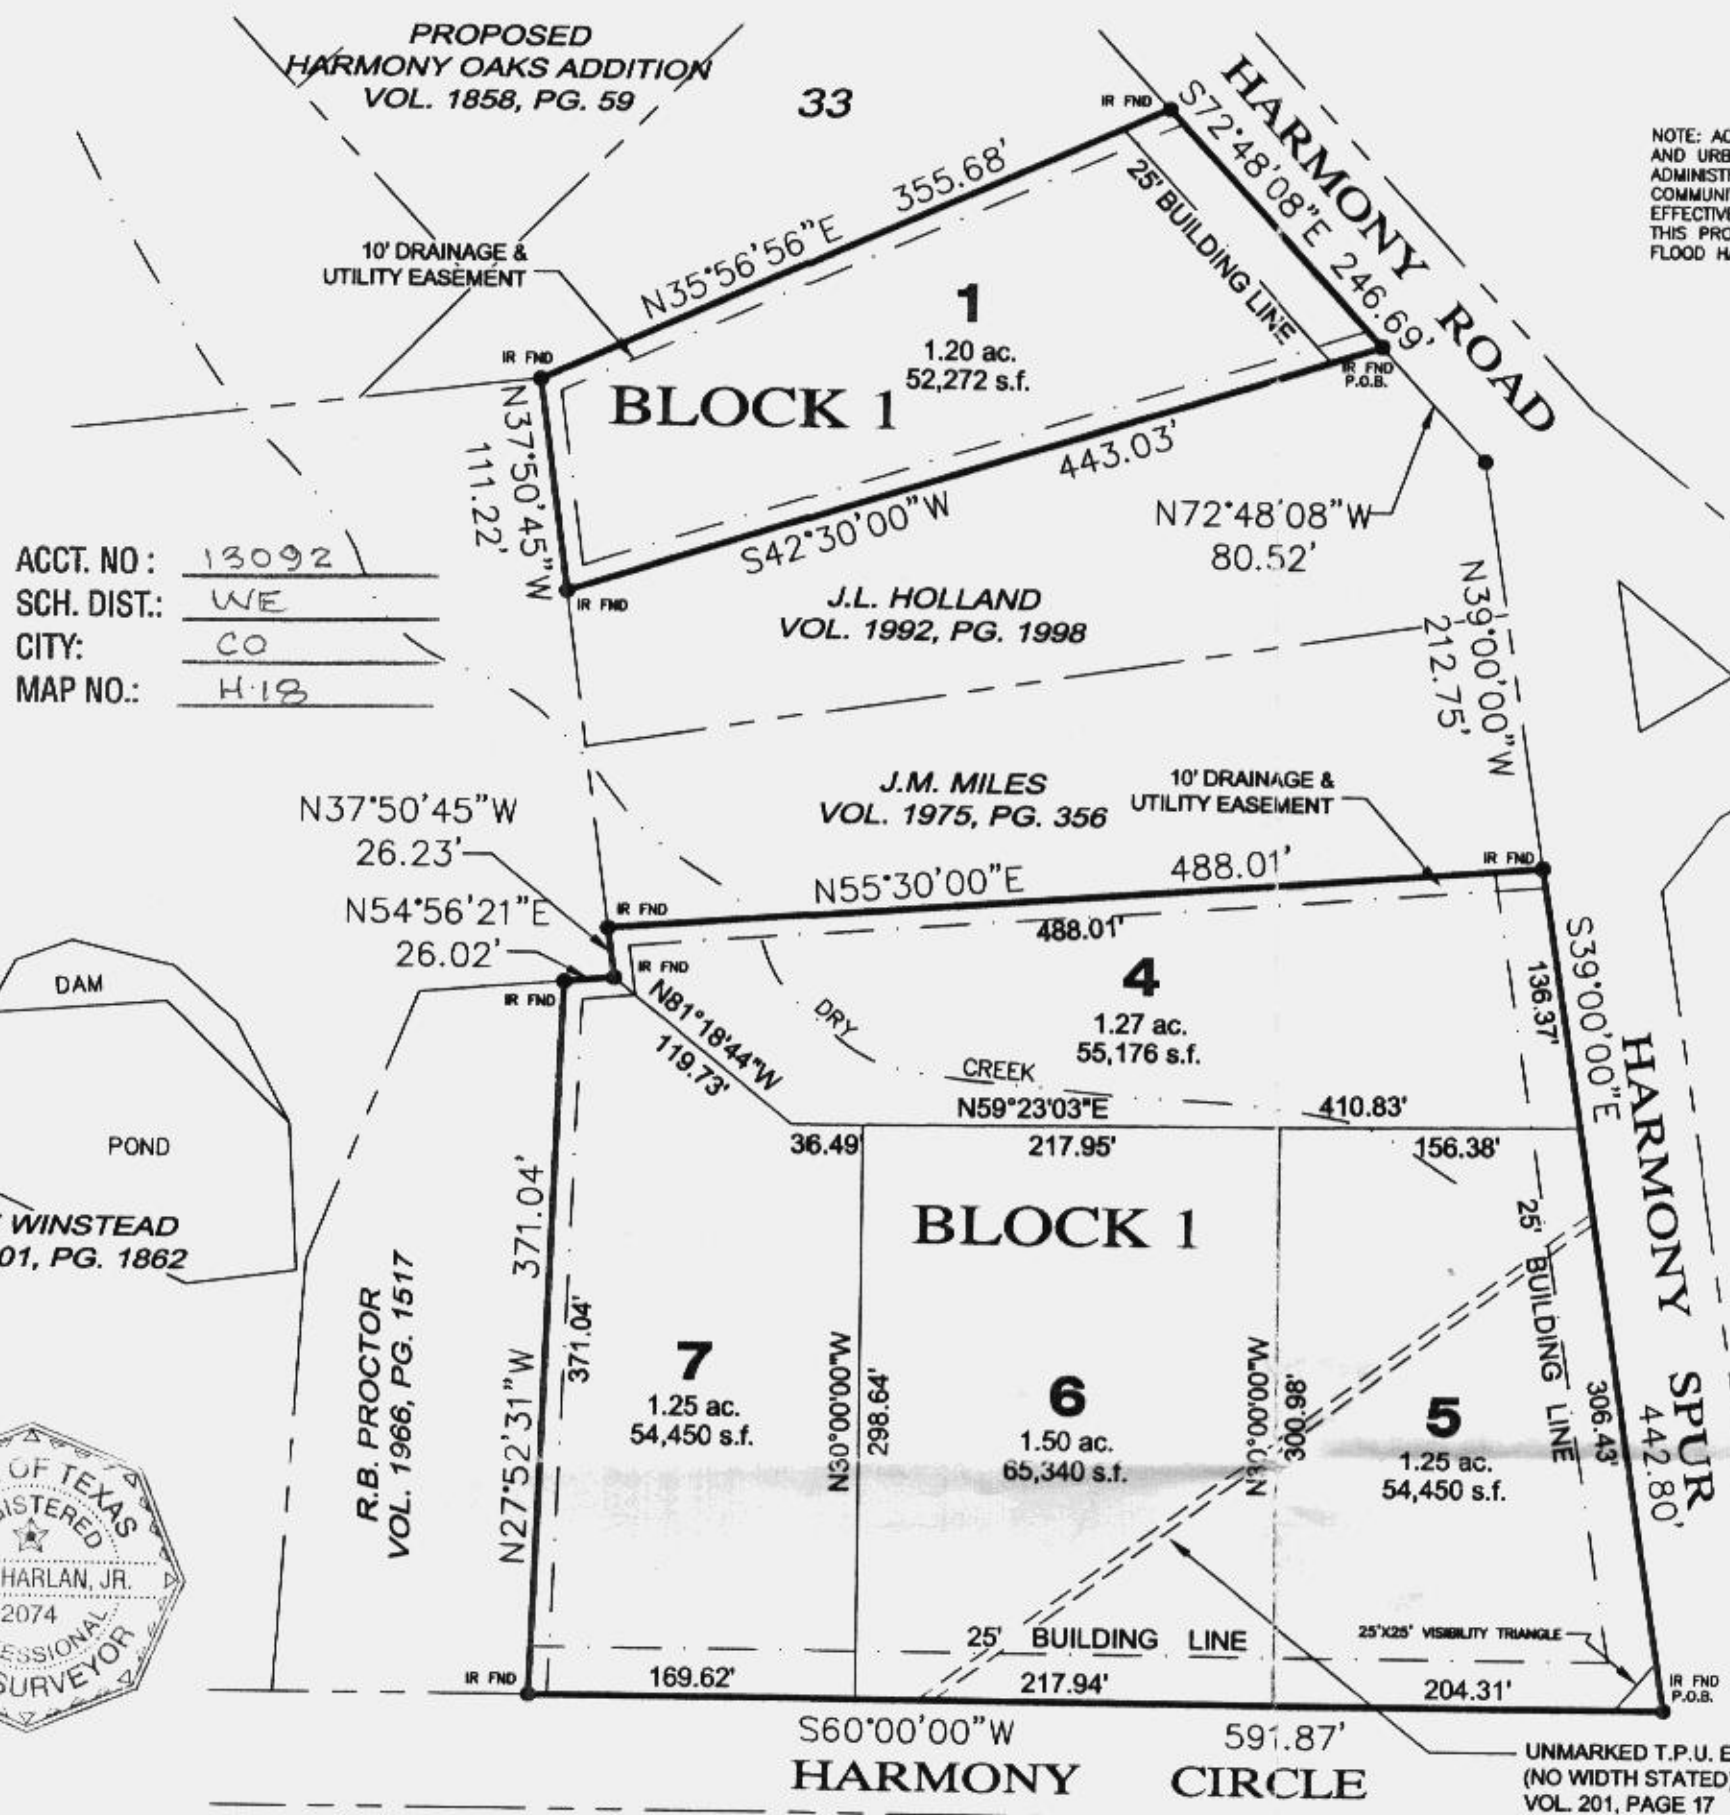 PROPOSED
HARMONY OAKS ADDITION
VOL. 1858, PG. 59
33
IR FND
S72°48'08"E 246.69'
HARMONY ROAD
NOTE:
AND
THIS
FLOOD
N35°56'56"E 355.68'
25' BUILDING LINE
10' DRAINAGE &
UTILITY EASEMENT
1
1.20 ac.
52,272 s.f.
IR FND
BLOCK 1
IR FND
P.O.B.
N37°50'45"W
111.22'
443.03'
S42°30'00"W
N72°48'08"W
80.52'
ACCT. NO: 13092
SCH. DIST.: WE
CITY: CO
MAP NO.: H-18
IR FND
J.L. HOLLAND
VOL. 1992, PG. 1998
N39°00'00"W
212.75'
J.M. MILES
VOL. 1975, PG. 356
10' DRAINAGE &
UTILITY EASEMENT
N37°50'45"W
26.23'
N55°30'00"E 488.01'
IR FND
N54°56'21"E
26.02'
IR FND
488.01'
IR FND
IR FND
DAM
N81°18'44"W
119.73'
DRY
CREEK
4
1.27 ac.
55,176 s.f.
136.37'
S39°00'00"E 442.80'
HARMONY SPUR
N59°23'03"E 410.83'
36.49'
217.95'
156.38'
POND
WINSTEAD
01, PG. 1862
BLOCK 1
25' BUILDING LINE
R.B. PROCTOR
VOL. 1966, PG. 1517
N27°52'31"W 371.04'
371.04'
7
1.25 ac.
54,450 s.f.
N30°00'00"W
298.64'
6
1.50 ac.
65,340 s.f.
N30°00'00"W
300.98'
5
1.25 ac.
54,450 s.f.
306.43'
OF TEXAS
HARLAN, JR.
2074
SURVEYOR
25' BUILDING LINE
25'X25' VISIBILITY TRIANGLE
IR FND
169.62'
217.94'
204.31'
IR FND
P.O.B.
S60°00'00"W 591.87'
HARMONY CIRCLE
UNMARKED T.P.U.
(NO WIDTH STATED)
VOL. 201, PAGE 17